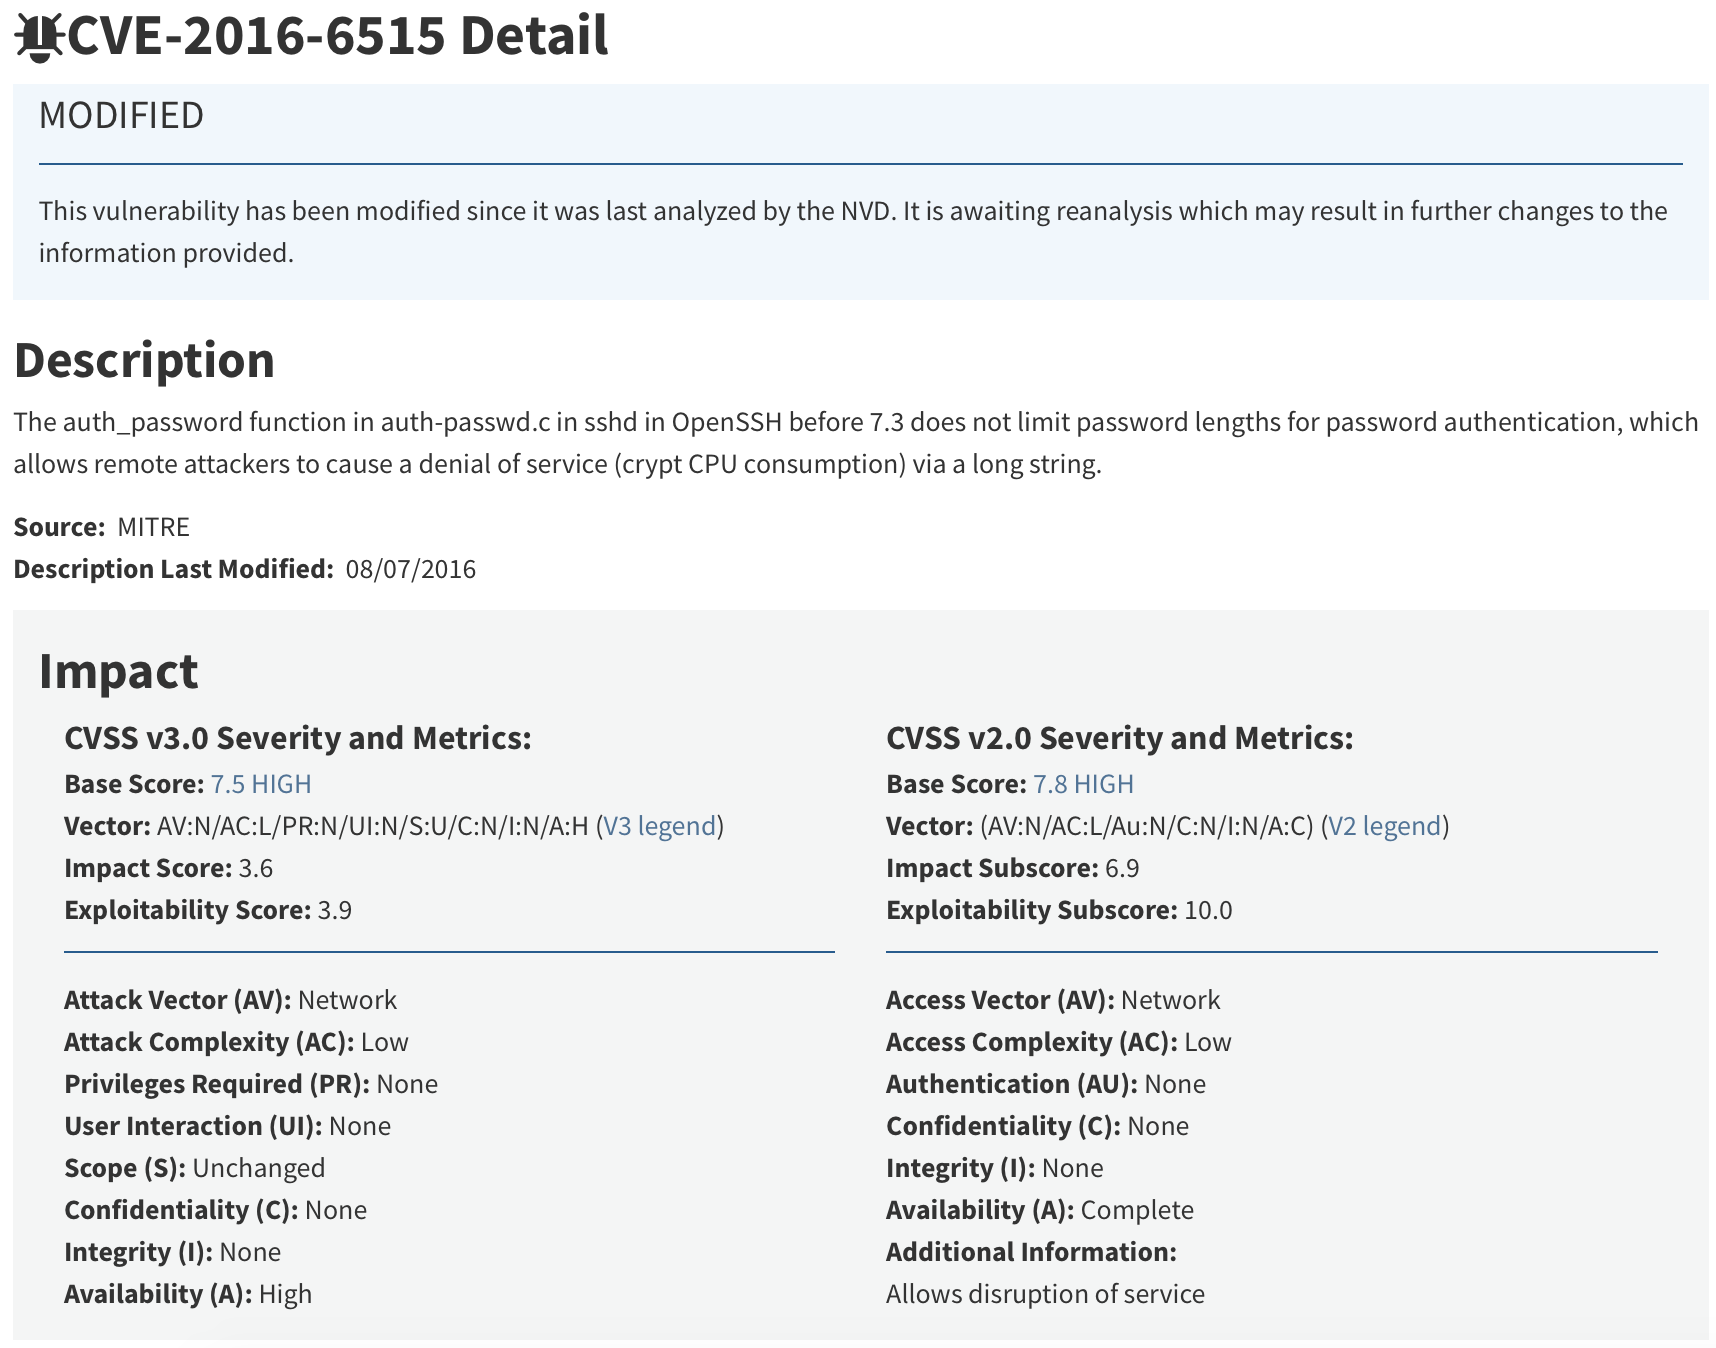 CVE-2016-6515 Detail
MODIFIED
This vulnerability has been modified since it was last analyzed by the NVD. It is awaiting reanalysis which may result in further changes to the
information provided.
Description
The auth_password function in auth-passwd.c in sshd in OpenSSH before 7.3 does not limit password lengths for password authentication, which
allows remote attackers to cause a denial of service (crypt CPU consumption) via a long string.
Source: MITRE
Description Last Modified: 08/07/2016
Impact
CVSS v3.0 Severity and Metrics:
Base Score: 7.5 HIGH
Vector: AV:N/AC:L/PR:N/UI:N/S:U/C:N/I:N/A:H (V3 legend)
Impact Score: 3.6
Exploitability Score: 3.9
Attack Vector (AV): Network
Attack Complexity (AC): Low
Privileges Required (PR): None
User Interaction (UI): None
Scope (S): Unchanged
Confidentiality (C): None
Integrity (I): None
Availability (A): High
CVSS v2.0 Severity and Metrics:
Base Score: 7.8 HIGH
Vector: (AV:N/AC:L/Au:N/C:N/I:N/A:C) (V2 legend)
Impact Subscore: 6.9
Exploitability Subscore: 10.0
Access Vector (AV): Network
Access Complexity (AC): Low
Authentication (AU): None
Confidentiality (C): None
Integrity (I): None
Availability (A): Complete
Additional Information:
Allows disruption of service